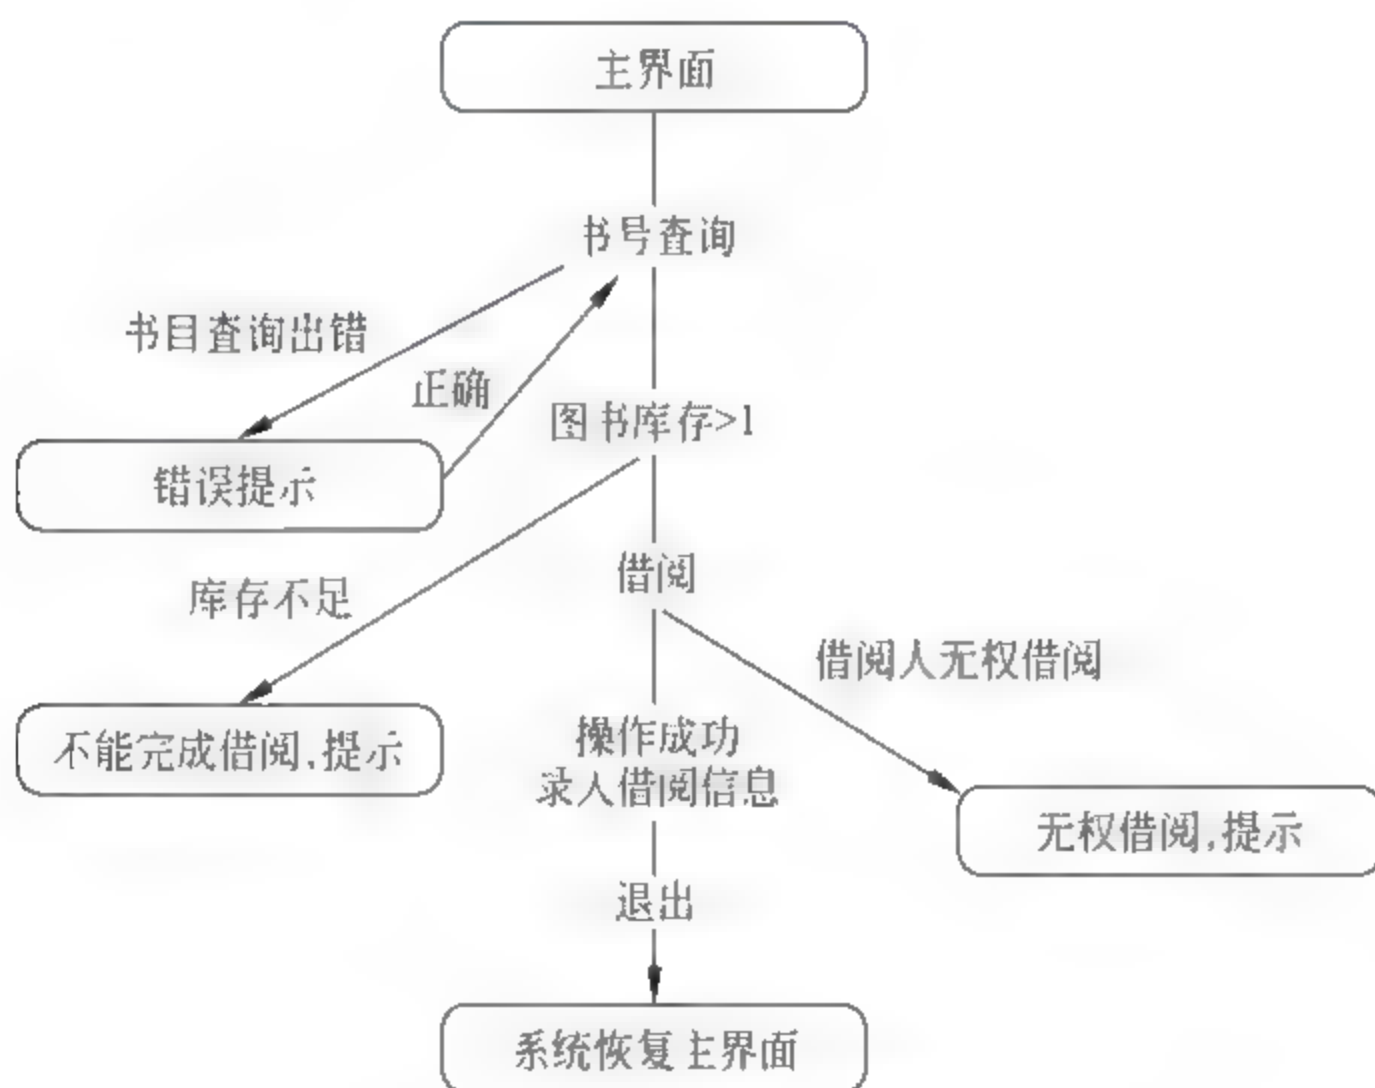 主界面
书号查询
书目查询出错
正确
图书库存>1
错误提示
借阅
库存不足
借阅人无权借阅
不能完成借阅,提示
操作成功
录入借阅信息
无权借阅,提示
退出
系统恢复主界面